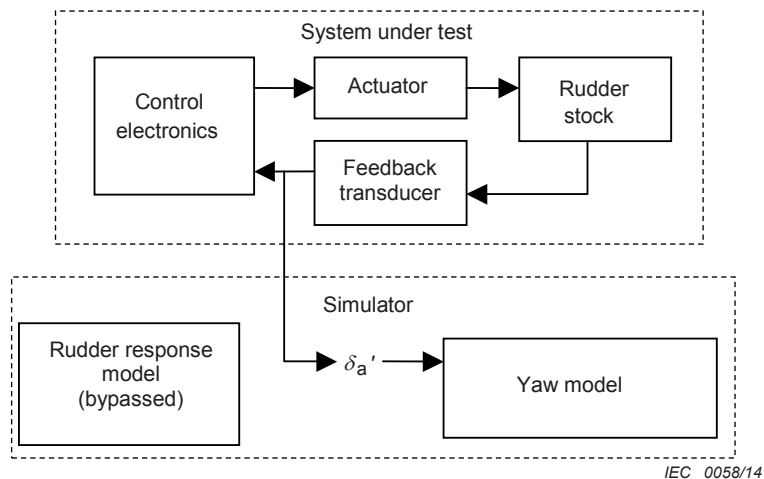 System under test
Control
electronics
Actuator
Rudder
stock
Feedback
transducer
Simulator
Rudder response
model
(bypassed)
δa′
Yaw model
IEC 0058/14